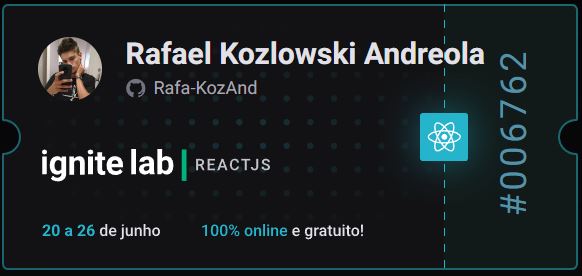 Rafael Kozlowski Andreola
Rafa-KozAnd
ignite lab | REACTJS
20 a 26 de junho
100% online e gratuito!
#006762